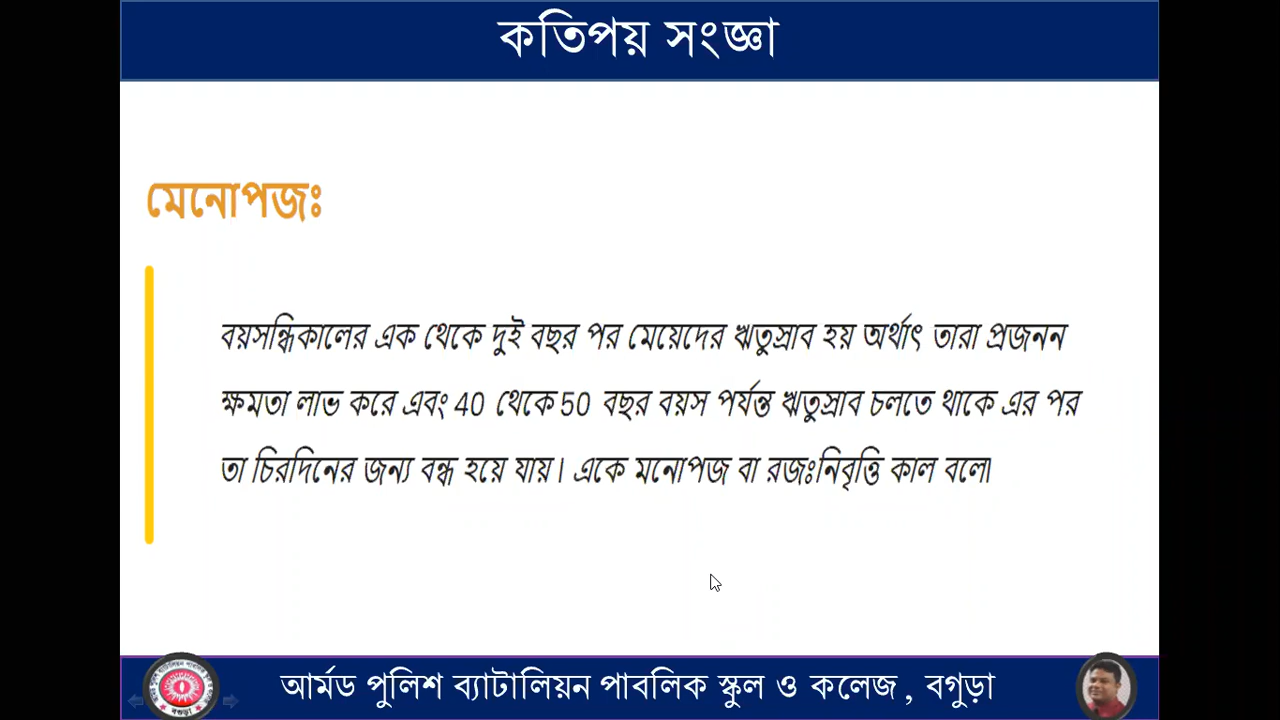 কতিপয় সংজ্ঞা
মেনোপজঃ
বয়সন্ধিকালের এক থেকে দুই বছর পর মেয়েদের ঋতুস্রাব হয় অর্থাৎ তারা প্রজনন
ক্ষমতা লাভ করে এবং 40 থেকে 50 বছর বয়স পর্যন্ত ঋতুস্রাব চলতে থাকে এর পর
তা চিরদিনের জন্য বন্ধ হয়ে যায়। একে মনোপজ বা রজঃনিবৃত্তি কাল বলে।
আর্মড পুলিশ ব্যাটালিয়ন পাবলিক স্কুল ও কলেজ, বগুড়া
বগুড়া